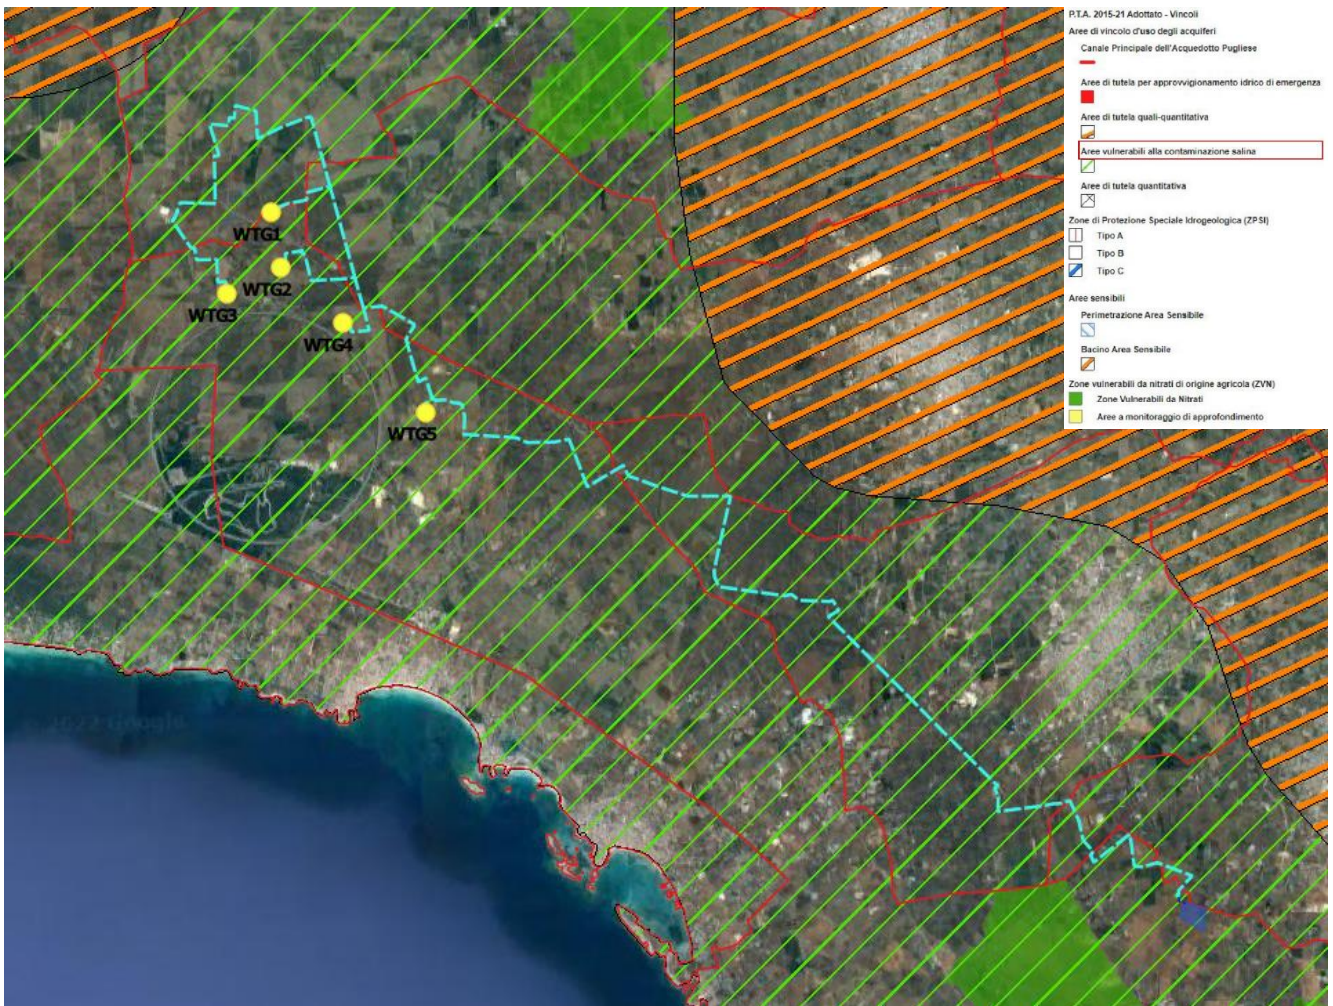 P.T.A. 2015-21 Adottato - Vincoli
Aree di vincolo d'uso degli acquiferi
Canale Principale dell'Acquedotto Pugliese
Aree di tutela per approvvigionamento idrico di emergenza
Aree di tutela quali-quantitativa
Aree vulnerabili alla contaminazione salina
Aree di tutela quantitativa
Zone di Protezione Speciale Idrogeologica (ZPSI)
Tipo A
Tipo B
Tipo C
Aree sensibili
Perimetrazione Area Sensibile
Bacino Area Sensibile
Zone vulnerabili da nitrati di origine agricola (ZVN)
Zone Vulnerabili da Nitrati
Aree a monitoraggio di approfondimento
WTG1
WTG2
WTG3
WTG4
WTG5
2022 Google